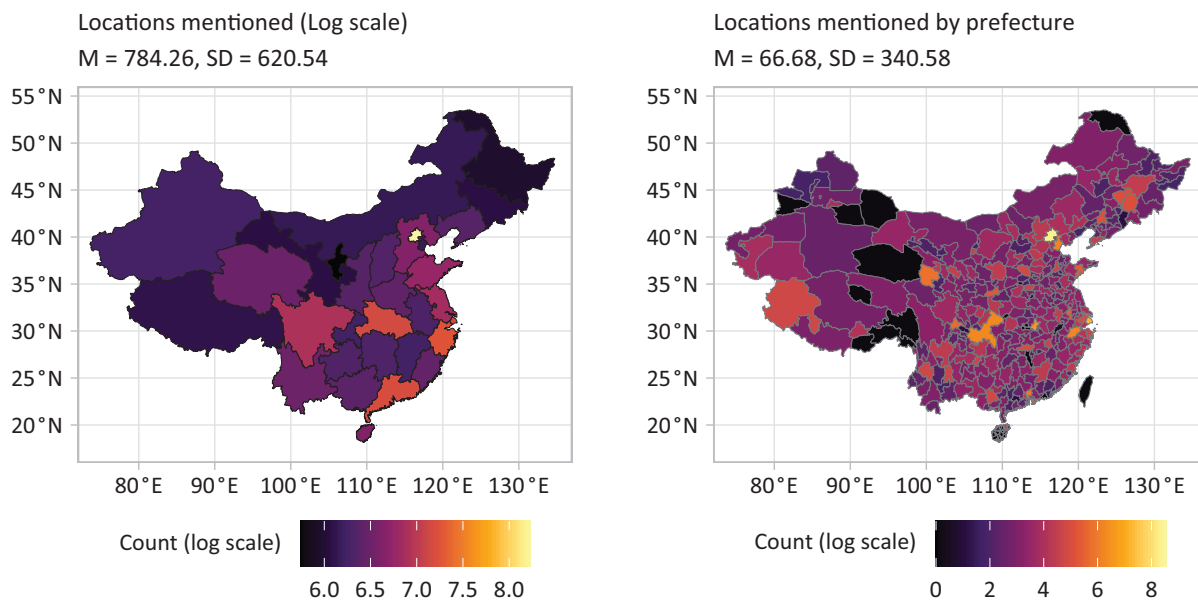 Locations mentioned (Log scale)
M = 784.26, SD = 620.54
55°N
50°N
45°N
40°N
35°N
30°N
25°N
20°N
80°E 90°E 100°E 110°E 120°E 130°E
Count (log scale)
6.0 6.5 7.0 7.5 8.0
Locations mentioned by prefecture
M = 66.68, SD = 340.58
55°N
50°N
45°N
40°N
35°N
30°N
25°N
20°N
80°E 90°E 100°E 110°E 120°E 130°E
Count (log scale)
0 2 4 6 8